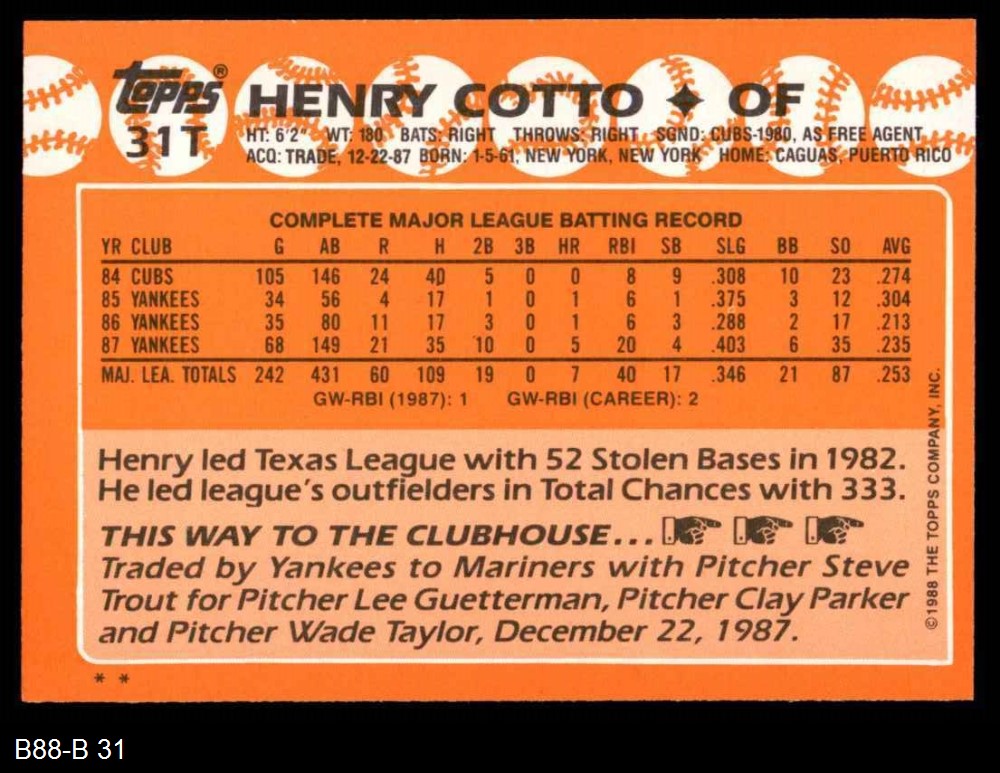 Topps®
31T
HENRY COTTO ♦ OF
HT: 6'2" WT: 180 BATS: RIGHT THROWS: RIGHT SGND: CUBS-1980, AS FREE AGENT
ACQ: TRADE, 12-22-87 BORN: 1-5-61, NEW YORK, NEW YORK HOME: CAGUAS, PUERTO RICO
COMPLETE MAJOR LEAGUE BATTING RECORD
YR CLUB G AB R H 2B 3B HR RBI SB SLG BB SO AVG
84 CUBS 105 146 24 40 5 0 0 8 9 .308 10 23 .274
85 YANKEES 34 56 4 17 1 0 1 6 1 .375 3 12 .304
86 YANKEES 35 80 11 17 3 0 1 6 3 .288 2 17 .213
87 YANKEES 68 149 21 35 10 0 5 20 4 .403 6 35 .235
MAJ. LEA. TOTALS 242 431 60 109 19 0 7 40 17 .346 21 87 .253
GW-RBI (1987): 1 GW-RBI (CAREER): 2
Henry led Texas League with 52 Stolen Bases in 1982.
He led league's outfielders in Total Chances with 333.
THIS WAY TO THE CLUBHOUSE...
Traded by Yankees to Mariners with Pitcher Steve
Trout for Pitcher Lee Guetterman, Pitcher Clay Parker
and Pitcher Wade Taylor, December 22, 1987.
©1988 THE TOPPS COMPANY, INC.
* *
B88-B 31